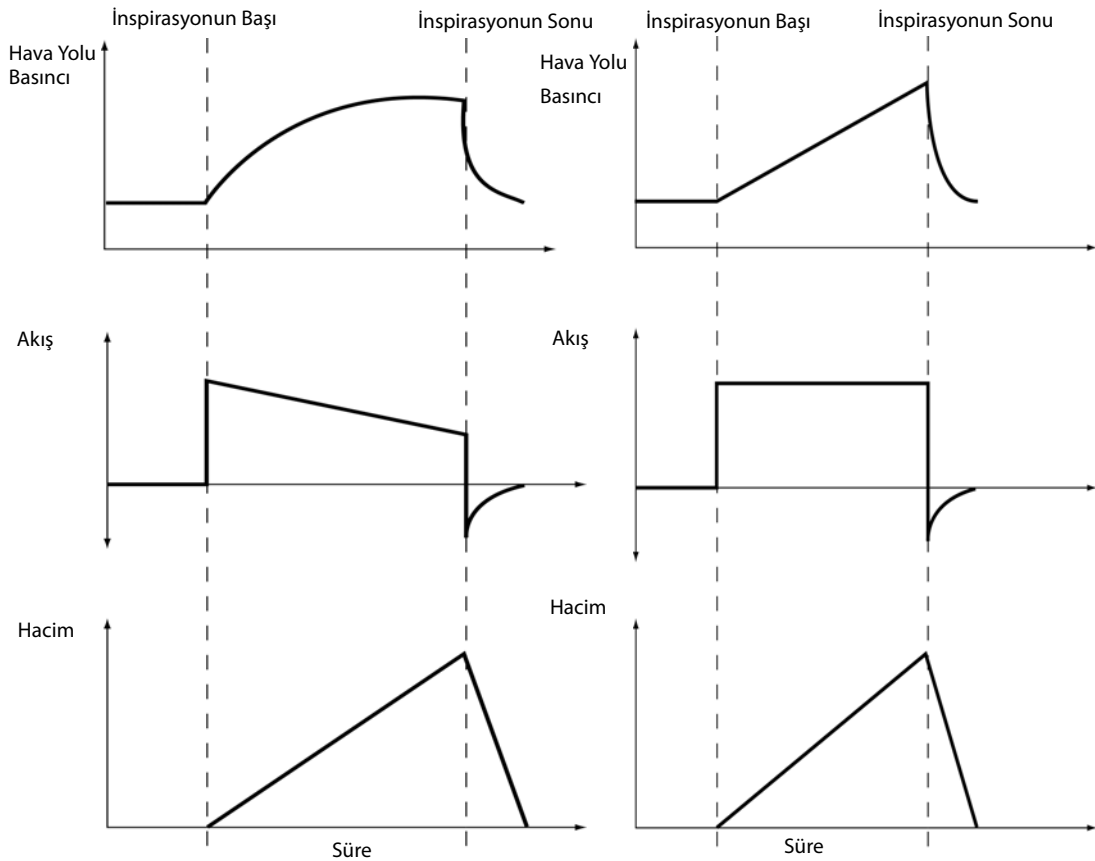 İnspirasyonun Başı
İnspirasyonun Sonu
Hava Yolu
Basıncı
Akış
Hacim
Süre
İnspirasyonun Başı
İnspirasyonun Sonu
Hava Yolu
Basıncı
Akış
Hacim
Süre